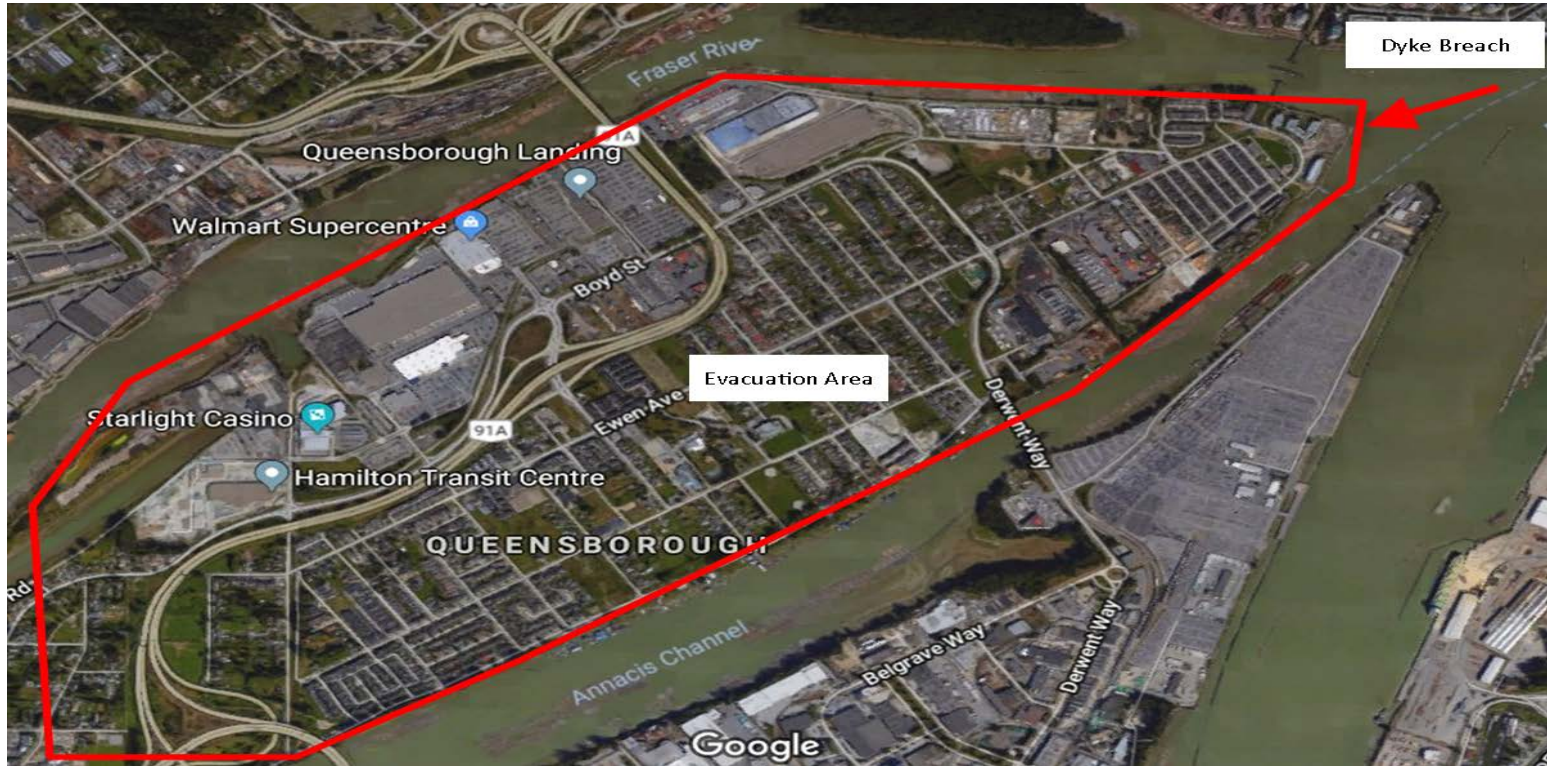 Dyke Breach
Fraser River
91A
Queensborough Landing
Walmart Supercentre
Boyd St
Evacuation Area
Ewen Ave
Derwent Way
Starlight Casino
91A
Hamilton Transit Centre
QUEENSBOROUGH
Rd
Annacis Channel
Belgrave Way
Derwent Way
Google